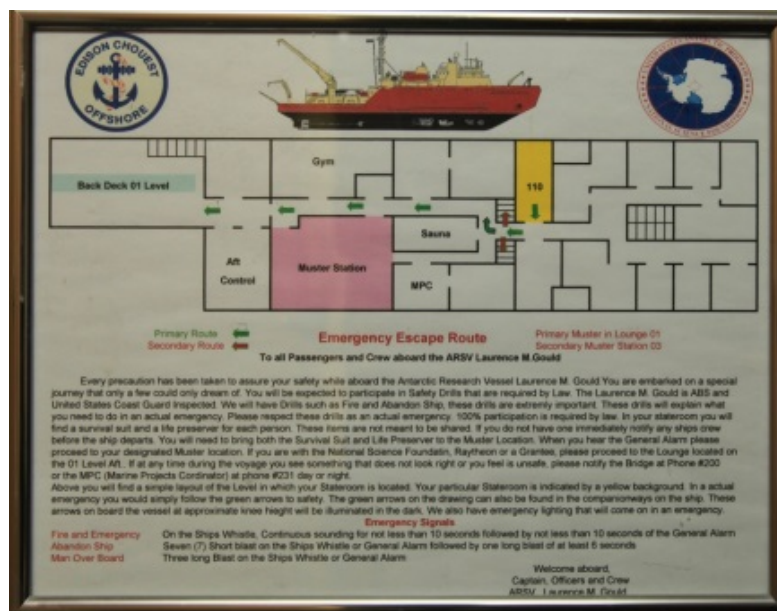 EDISON CHOUEST
OFFSHORE
Gym
110
Back Deck 01 Level
Sauna
Aft
Control
Muster Station
MPC
Primary Route
Secondary Route
Emergency Escape Route
Primary Muster in Lounge 01
Secondary Muster Station 03
To all Passengers and Crew aboard the ARSV Laurence M.Gould
Every precaution has been taken to assure your safety while aboard the Antarctic Research Vessel Laurence M. Gould.You are embarked on a special
journey that only a few could only dream of. You will be expected to participate in Safety Drills that are required by Law. The Laurence M. Gould is ABS and
United States Coast Guard Inspected. We will have Drills such as Fire and Abandon Ship, these drills are extremly important. These drills will explain what
you need to do in an actual emergency. Please respect these drills as an actual emergency. 100% participation is required by law. In your stateroom you will
find a survival suit and a life preserver for each person. These items are not meant to be shared. If you do not have one immediately notify any ships crew
before the ship departs. You will need to bring both the Survival Suit and Life Preserver to the Muster Location. When you hear the General Alarm please
proceed to your designated Muster location. If you are with the National Science Foundatin, Raytheon or a Grantee, please proceed to the Lounge located on
the 01 Level Aft.. If at any time during the voyage you see something that does not look right or you feel is unsafe, please notify the Bridge at Phone #200
or the MPC (Marine Projects Cordinator) at phone #231 day or night.
Above you will find a simple layout of the Level in which your Stateroom is located. Your particular Stateroom is indicated by a yellow background. In a actual
emergency you would simply follow the green arrows to safety. The green arrows on the drawing can also be found in the companionways on the ship. These
arrows on board the vessel at approximate knee heigth will be illuminated in the dark. We also have emergency lighting that will come on in an emergency.
Emergency Signals
Fire and Emergency On the Ships Whistle, Continuous sounding for not less than 10 seconds followed by not less than 10 seconds of the General Alarm
Abandon Ship Seven (7) Short blast on the Ships Whistle or General Alarm followed by one long blast of at least 6 seconds
Man Over Board Three long Blast on the Ships Whistle or General Alarm
Welcome aboard,
Captain, Officers and Crew
ARSV Laurence M. Gould